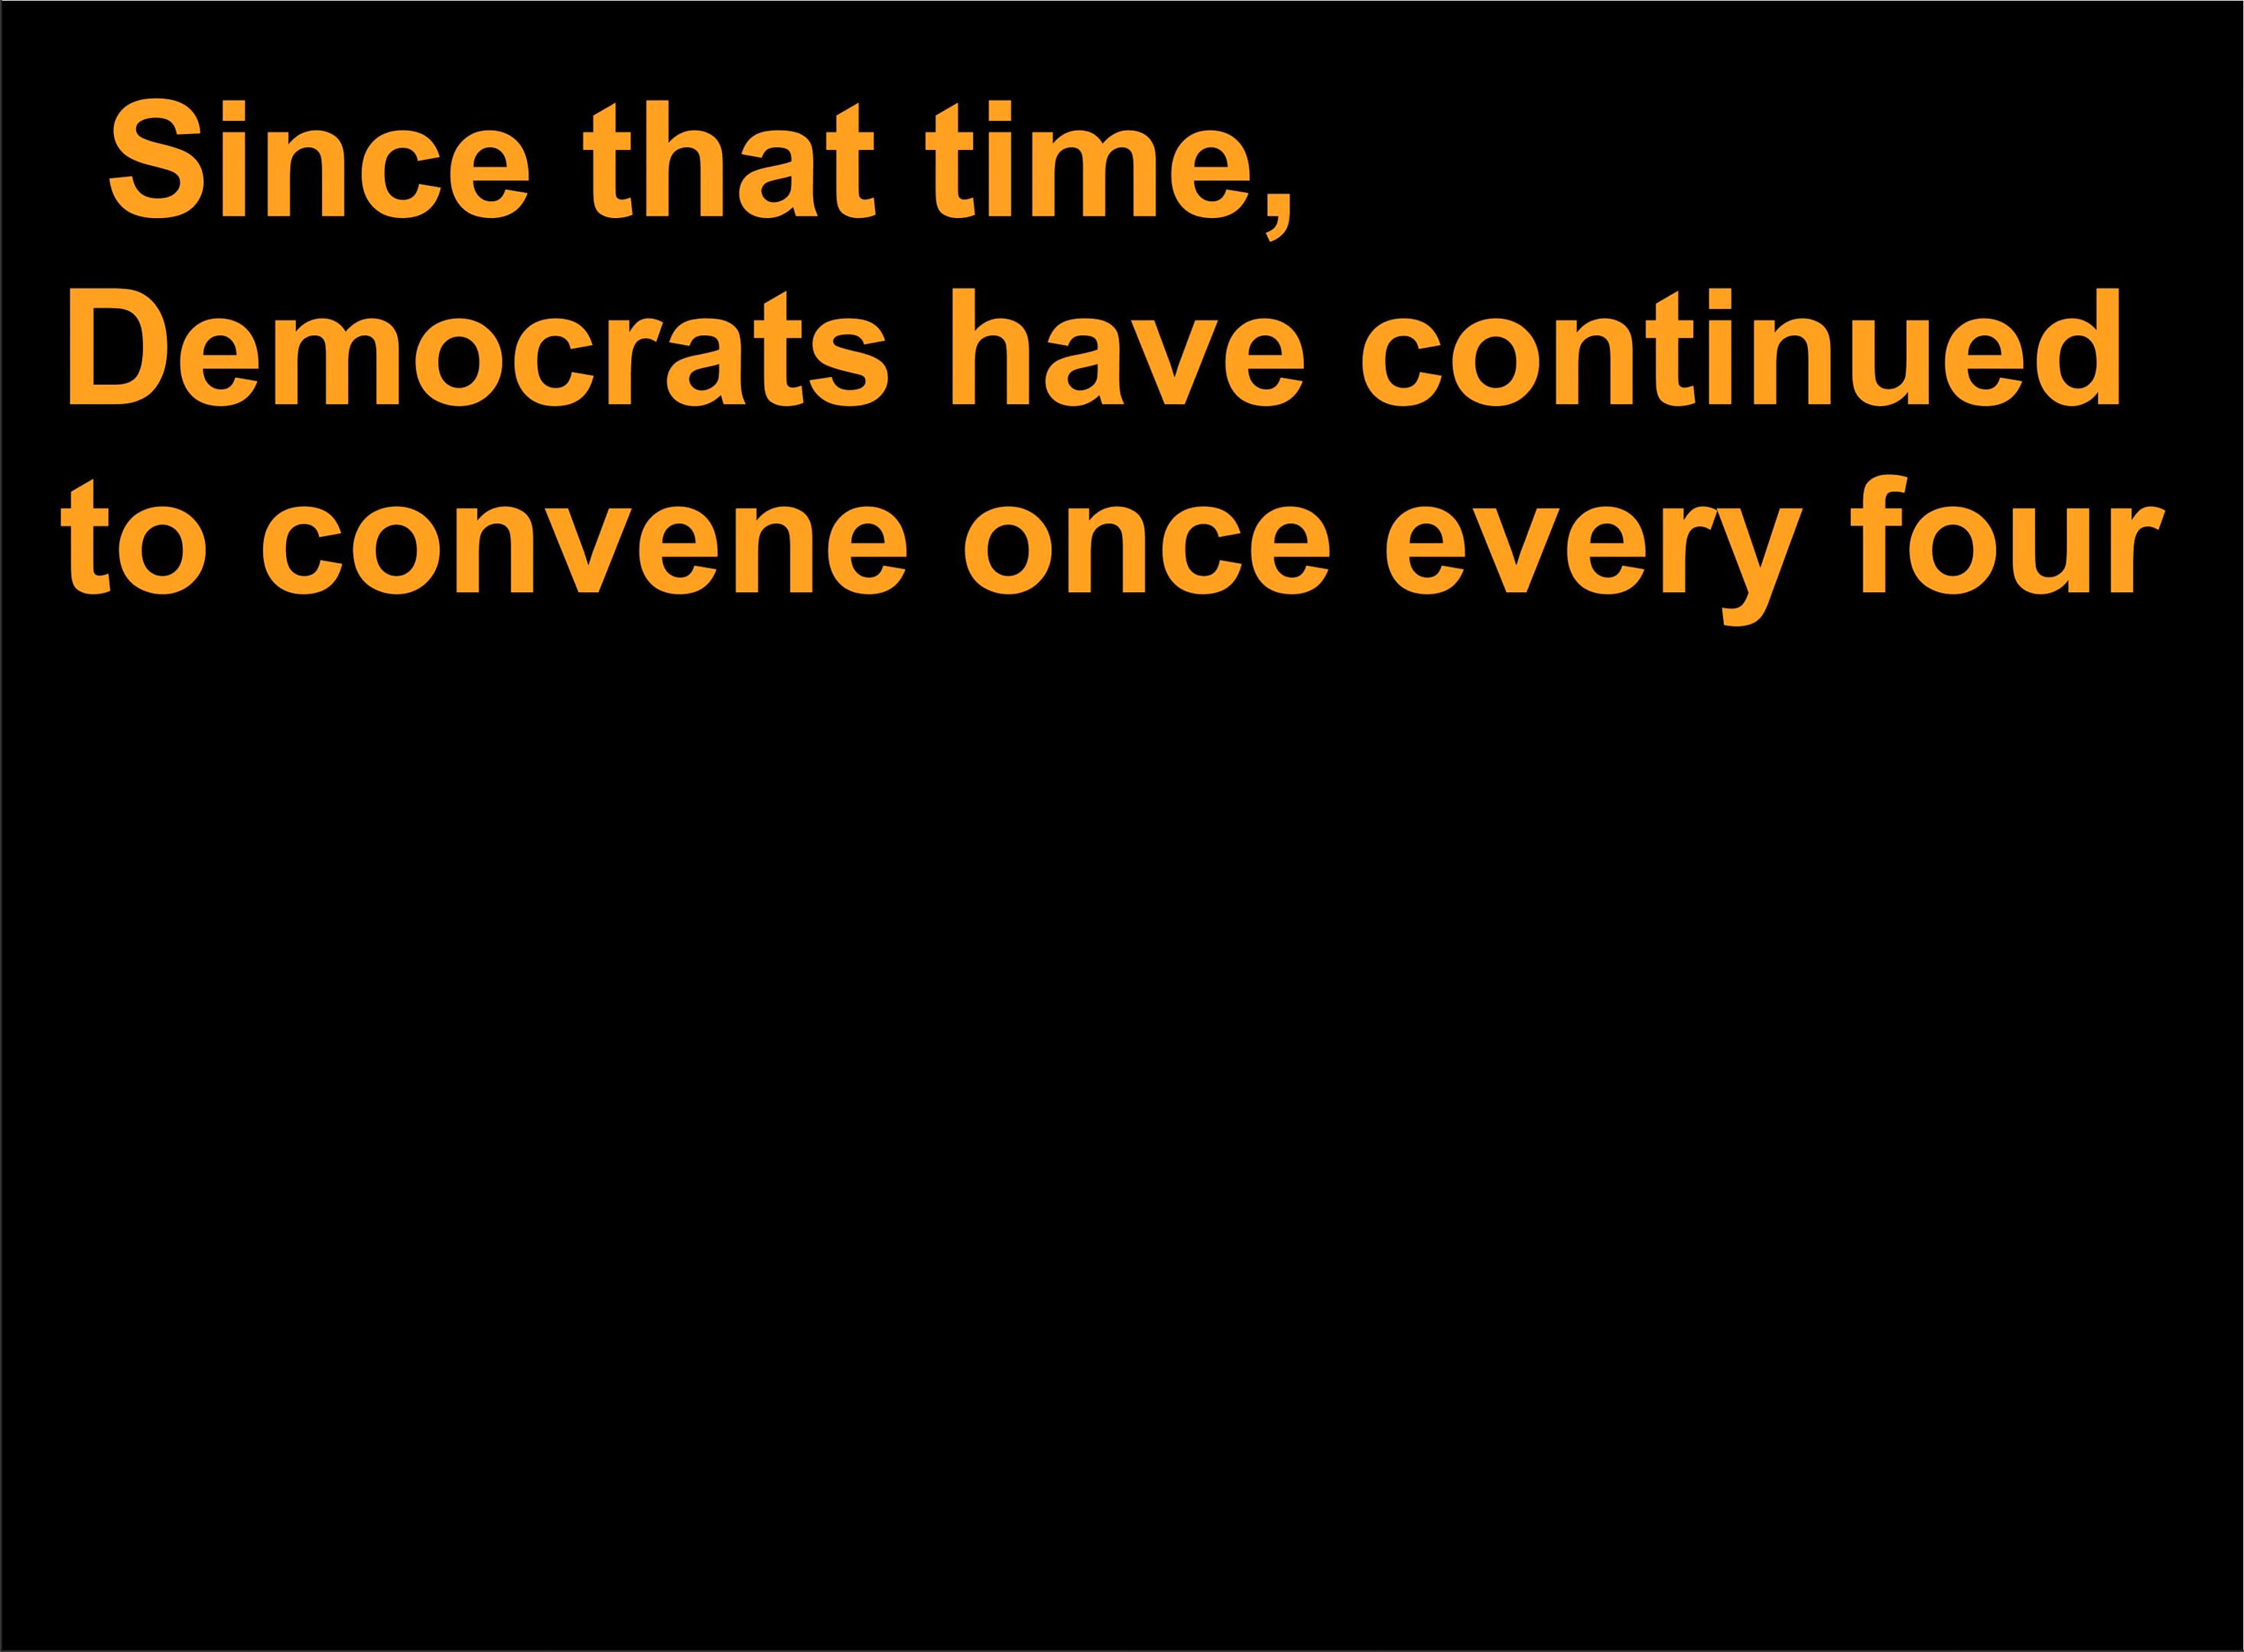 Since that time,
Democrats have continued
to convene once every four